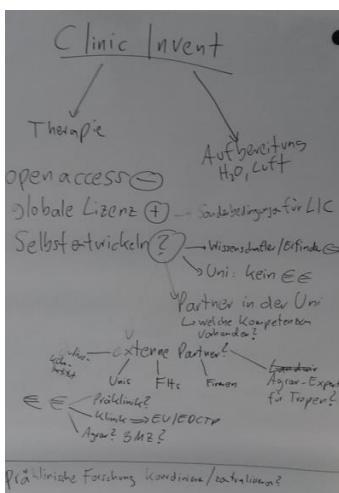 Clinic Invent
Therapie
Aufbereitung
H₂O, Luft
open access ⊖
globale Lizenz ⊕ → Sonderbedingungen für LIC
Selbst entwickeln ? → Wissenschaftler/Erfinder ⊖
→ Uni: kein €€
Partner in der Uni
↳ welche Kompetenzen
vorhanden?
externe Partner?
Unis
FHs
Firmen
Agrar-Expert
für Tropen?
€ €
Präklinik?
Klinik ⇒ EU/EDCTP
Agrar? BMZ?
Präklinische Forschung koordinieren/zentralisieren?